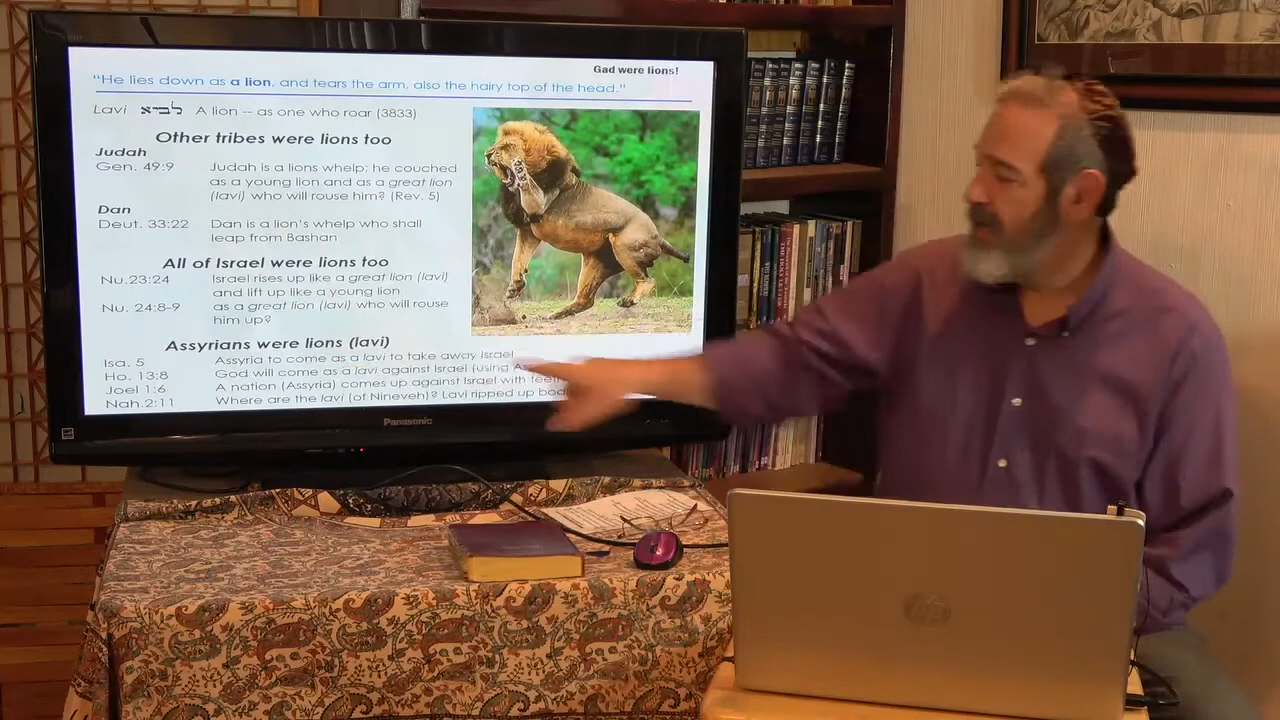 Gad were lions!
"He lies down as a lion, and tears the arm, also the hairy top of the head."
Lavi לביא A lion -- as one who roar (3833)
Other tribes were lions too
Judah
Gen. 49:9 Judah is a lions whelp; he couched
as a young lion and as a great lion
(lavi) who will rouse him? (Rev. 5)
Dan
Deut. 33:22 Dan is a lion's whelp who shall
leap from Bashan
All of Israel were lions too
Nu.23:24 Israel rises up like a great lion (lavi)
and lift up like a young lion
Nu. 24:8-9 as a great lion (lavi) who will rouse
him up?
Assyrians were lions (lavi)
Isa. 5 Assyria to come as a lavi to take away Israel
Ho. 13:8 God will come as a lavi against Israel (using
Joel 1:6 A nation (Assyria) comes up against Israel with teeth
Nah.2:11 Where are the lavi (of Nineveh)? Lavi ripped up
Panasonic
hp